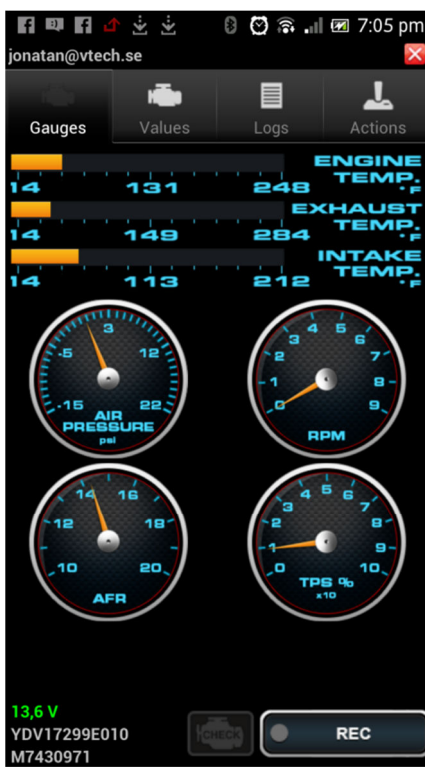 7:05 pm
jonatan@vtech.se
Gauges Values Logs Actions
ENGINE
TEMP.
14 131 248 °F
EXHAUST
TEMP.
14 149 284 °F
INTAKE
TEMP.
14 113 212 °F
-15 -5 3 12 22
AIR
PRESSURE
psi
0 1 2 3 4 5 6 7 8 9
RPM
10 12 14 16 18 20
AFR
0 1 2 3 4 5 6 7 8 9 10
TPS %
x10
13,6 V
YDV17299E010
M7430971
CHECK
REC